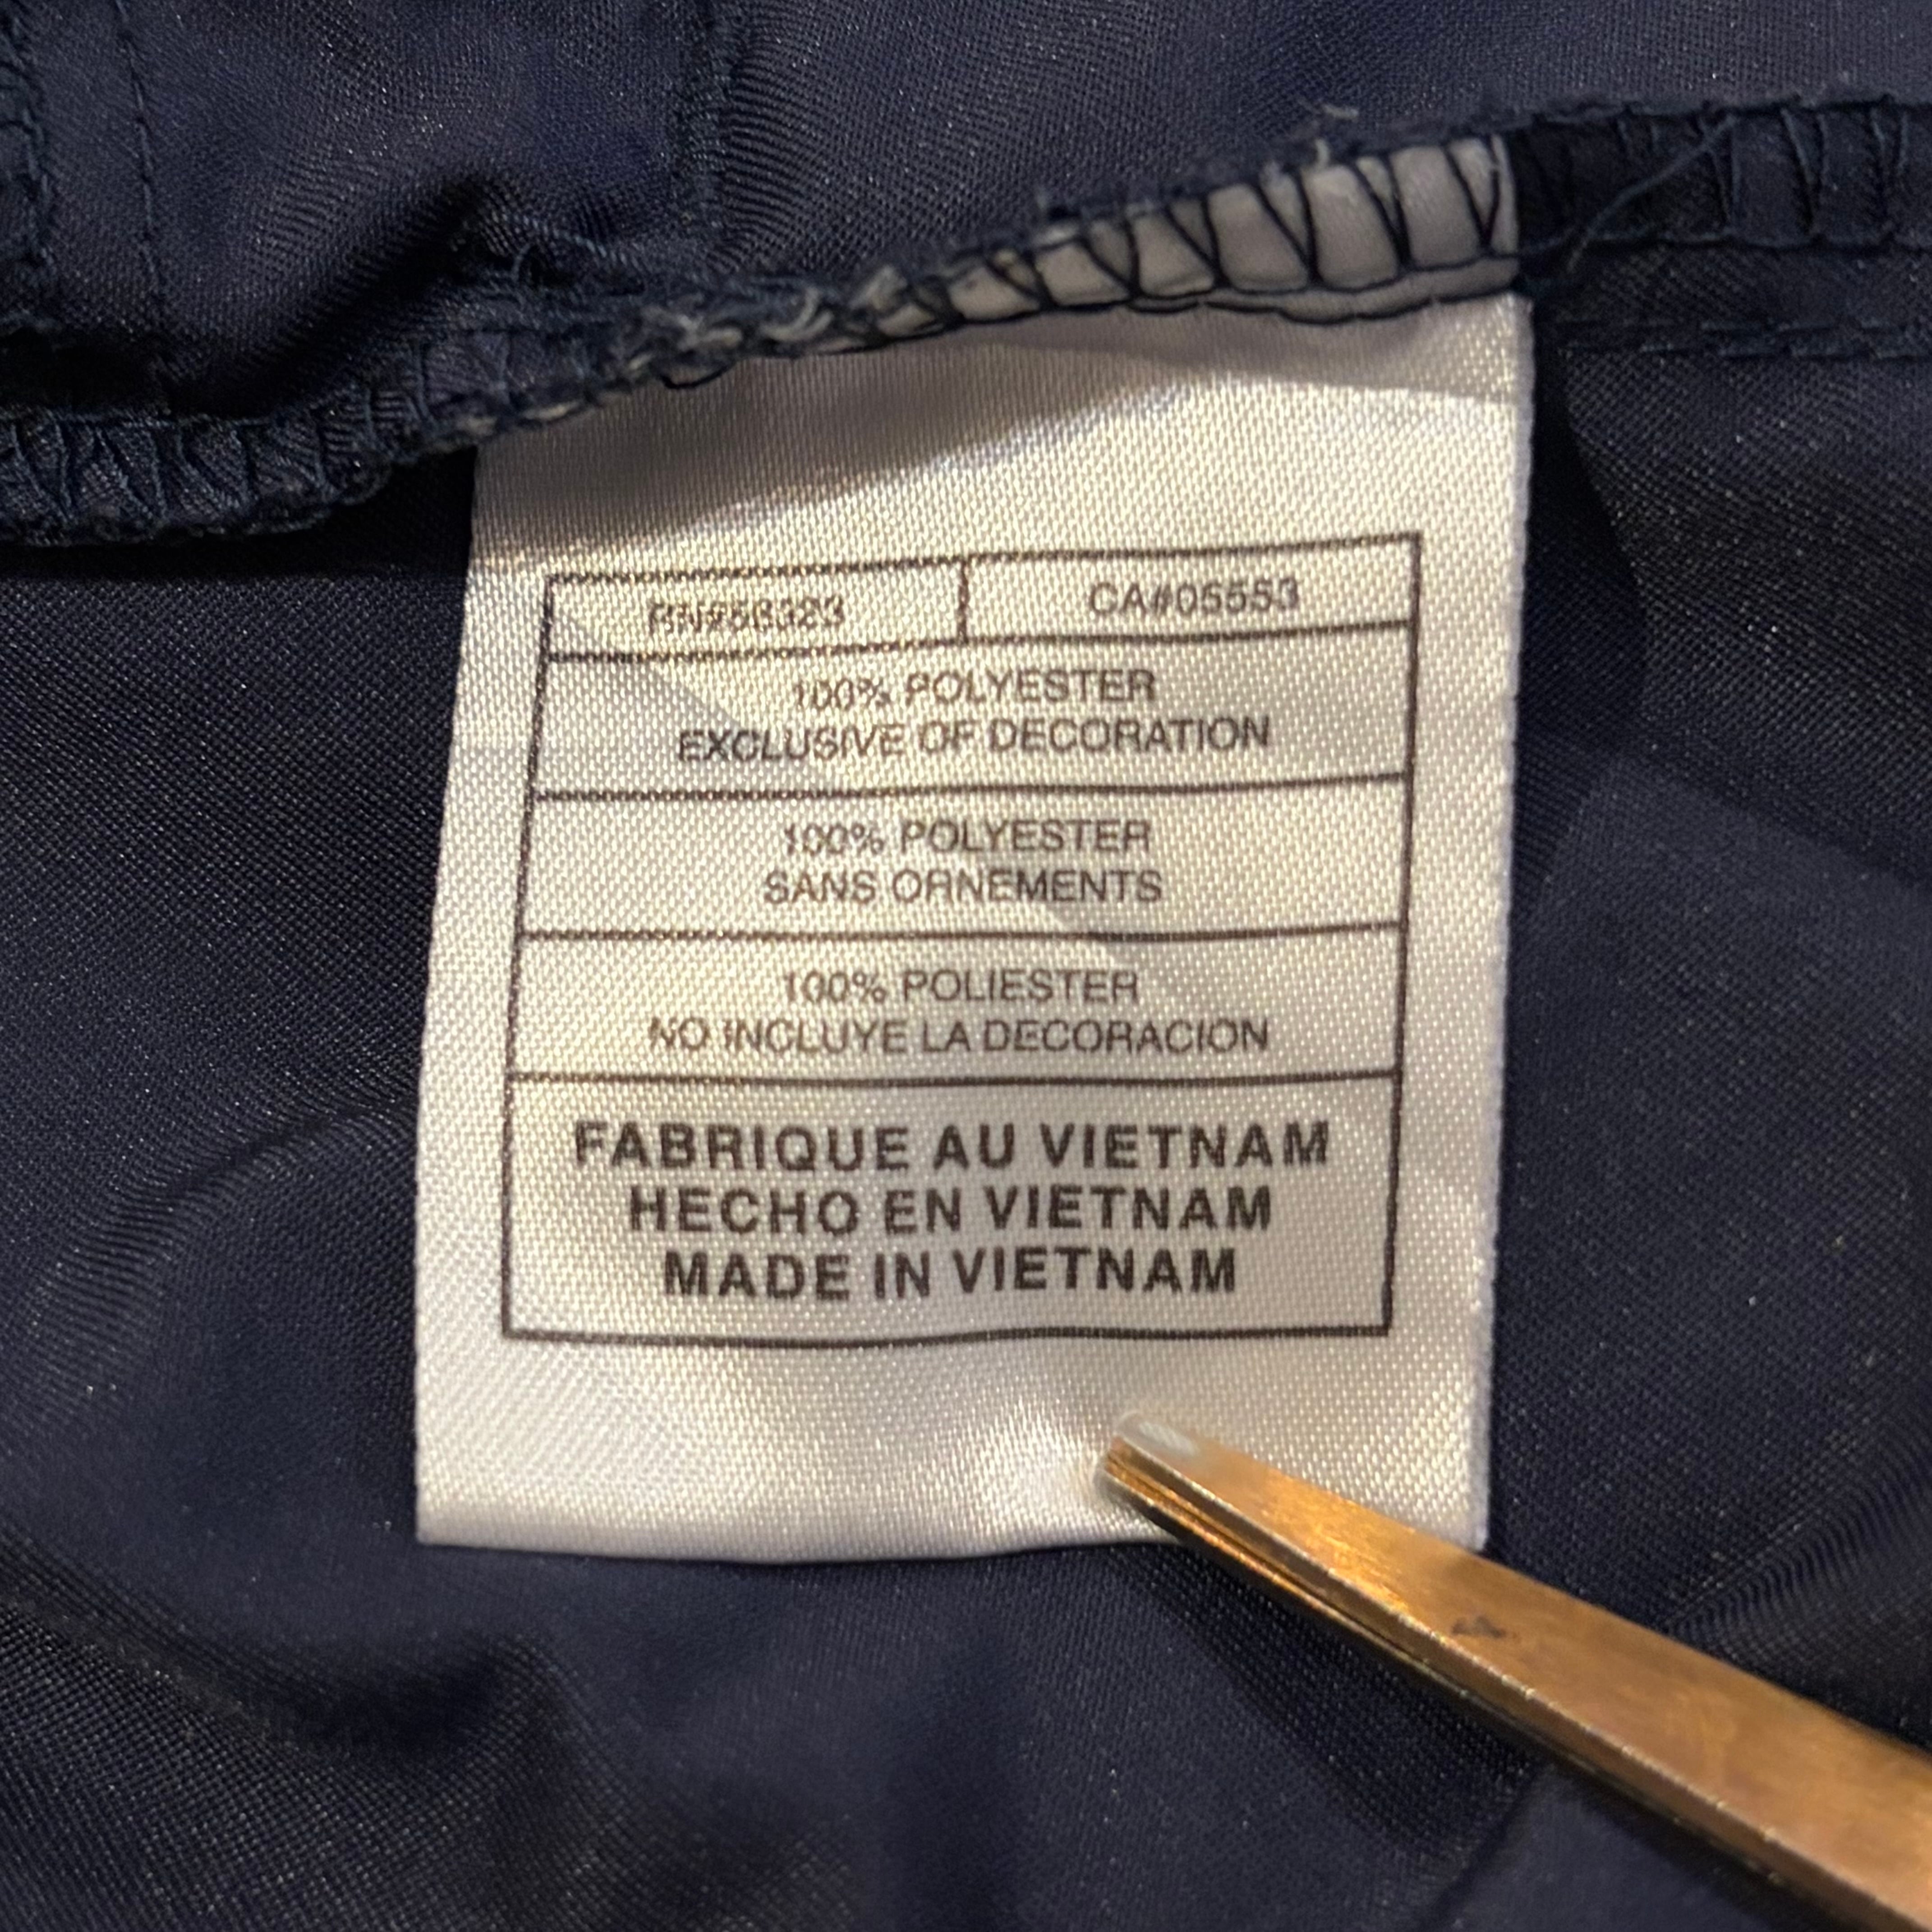 RN#56323 CA#05553
100% POLYESTER
EXCLUSIVE OF DECORATION
100% POLYESTER
SANS ORNEMENTS
100% POLIESTER
NO INCLUYE LA DECORACION
FABRIQUE AU VIETNAM
HECHO EN VIETNAM
MADE IN VIETNAM